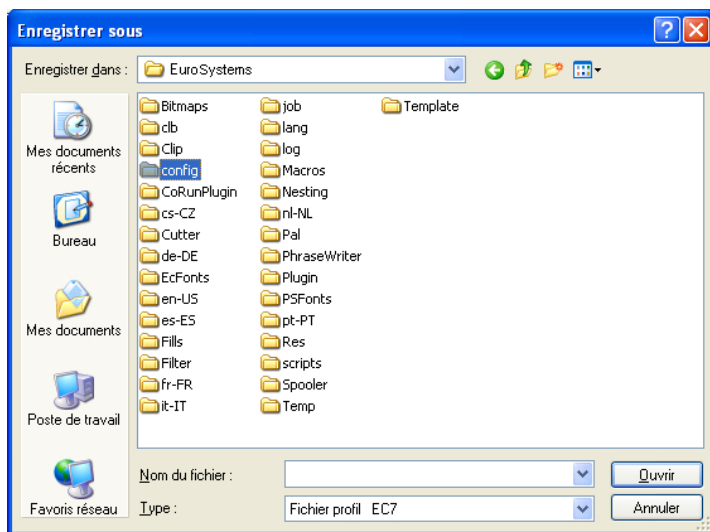 Enregistrer sous
Enregistrer dans : EuroSystems
Mes documents récents
Bureau
Mes documents
Poste de travail
Favoris réseau
Bitmaps
clb
Clip
config
CoRunPlugin
cs-CZ
Cutter
de-DE
EcFonts
en-US
es-ES
Fills
Filter
fr-FR
it-IT
job
lang
log
Macros
Nesting
nl-NL
Pal
PhraseWriter
Plugin
PSFonts
pt-PT
Res
scripts
Spooler
Temp
Template
Nom du fichier :
Ouvrir
Type : Fichier profil EC7
Annuler